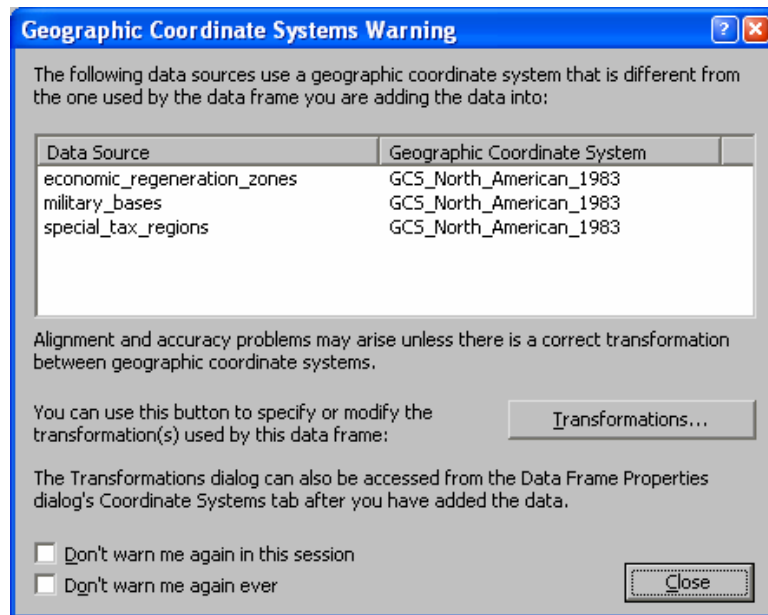 Geographic Coordinate Systems Warning
The following data sources use a geographic coordinate system that is different from
the one used by the data frame you are adding the data into:
Data Source Geographic Coordinate System
economic_regeneration_zones GCS_North_American_1983
military_bases GCS_North_American_1983
special_tax_regions GCS_North_American_1983
Alignment and accuracy problems may arise unless there is a correct transformation
between geographic coordinate systems.
You can use this button to specify or modify the
transformation(s) used by this data frame:
Transformations...
The Transformations dialog can also be accessed from the Data Frame Properties
dialog's Coordinate Systems tab after you have added the data.
Don't warn me again in this session
Don't warn me again ever
Close